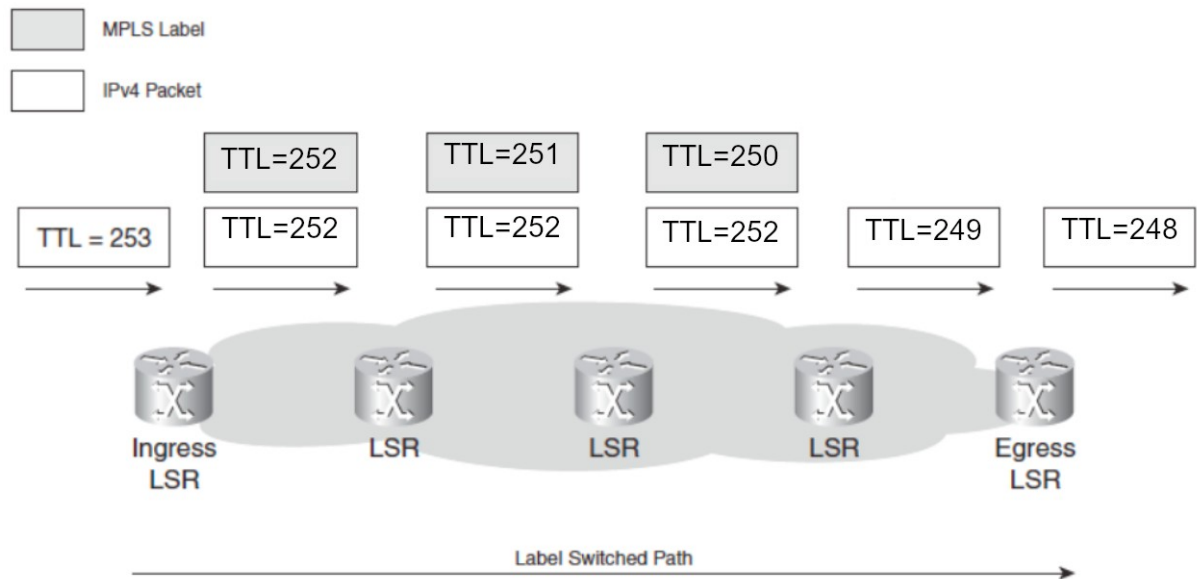 MPLS Label
IPv4 Packet
TTL=252
TTL=251
TTL=250
TTL = 253
TTL=252
TTL=252
TTL=252
TTL=249
TTL=248
Ingress
LSR
LSR
LSR
LSR
Egress
LSR
Label Switched Path